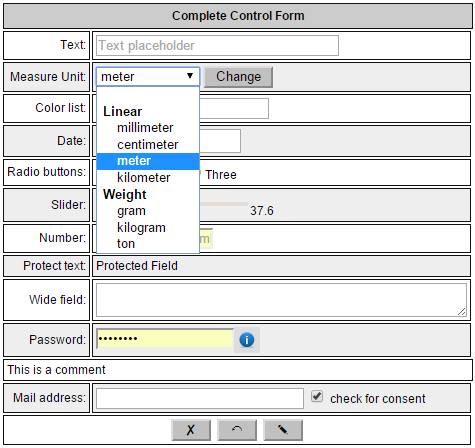 Complete Control Form
Text: Text placeholder
Measure Unit: meter Change
Linear
millimeter
centimeter
meter
kilometer
Weight
gram
kilogram
ton
Color list:
Date:
Radio buttons: Three
Slider: 37.6
Number:
Protect text: Protected Field
Wide field:
Password: ••••••••
This is a comment
Mail address: check for consent